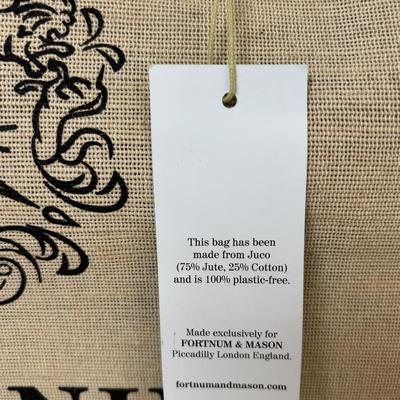 This bag has been
made from Juco
(75% Jute, 25% Cotton)
and is 100% plastic-free.
Made exclusively for
FORTNUM & MASON
Piccadilly London England.
fortnumandmason.com